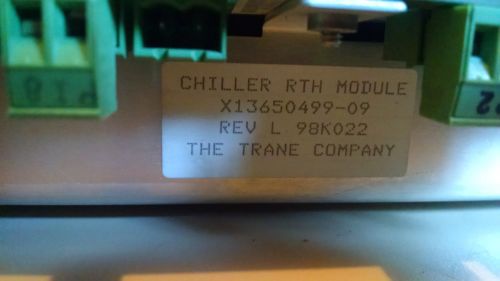 CHILLER RTH MODULE
X13650499-09
REV L 98K022
THE TRANE COMPANY